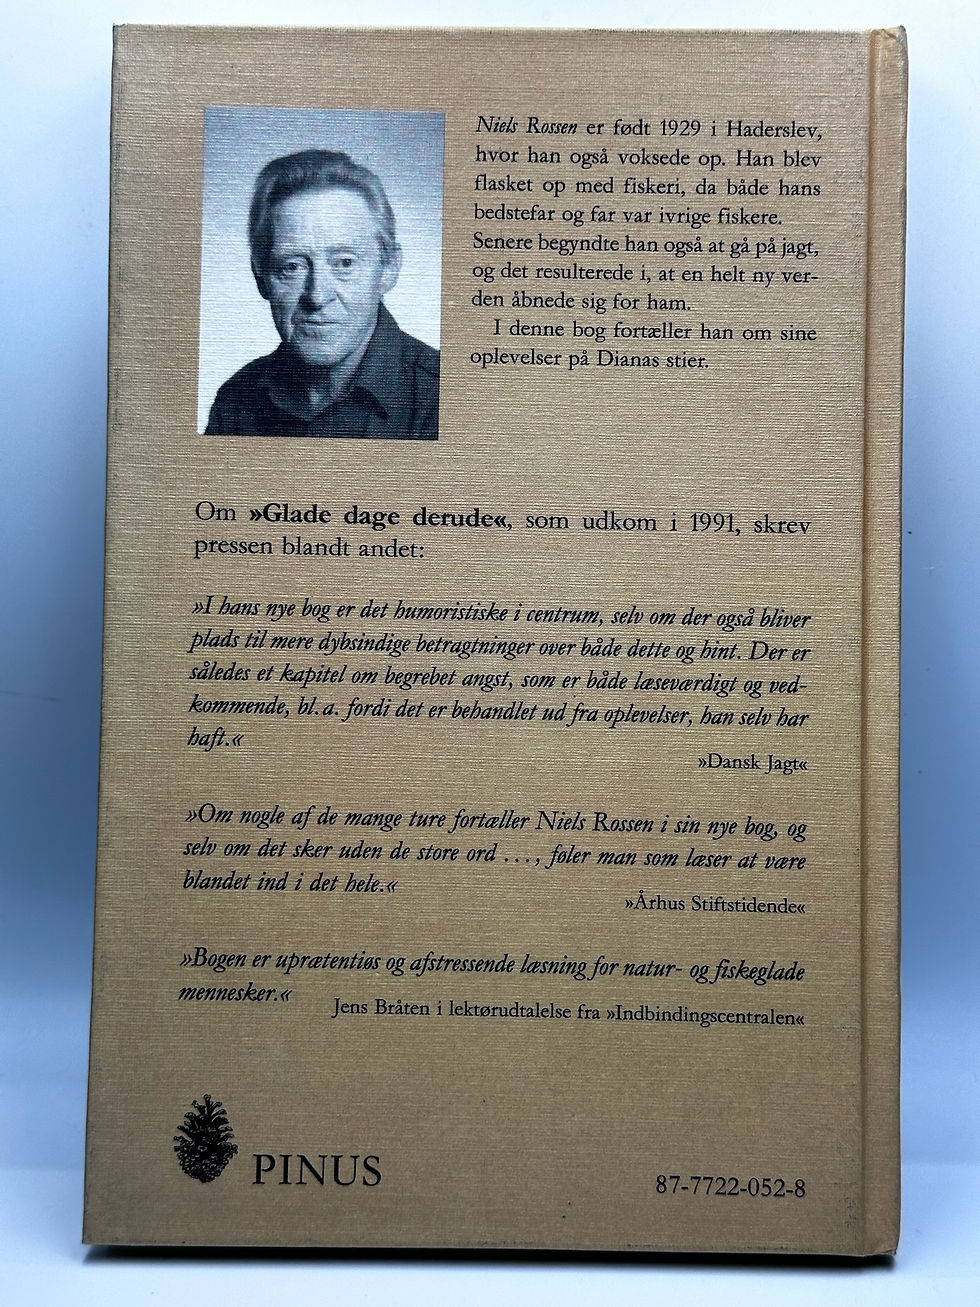 Niels Rossen er født 1929 i Haderslev,
hvor han også voksede op. Han blev
flasket op med fiskeri, da både hans
bedstefar og far var ivrige fiskere.
Senere begyndte han også at gå på jagt,
og det resulterede i, at en helt ny ver-
den åbnede sig for ham.
I denne bog fortæller han om sine
oplevelser på Dianas stier.
Om »Glade dage derude«, som udkom i 1991, skrev
pressen blandt andet:
»I hans nye bog er det humoristiske i centrum, selv om der også bliver
plads til mere dybsindige betragtninger over både dette og hint. Der er
således et kapitel om begrebet angst, som er både læseværdigt og ved-
kommende, bl.a. fordi det er behandlet ud fra oplevelser, han selv har
haft.«
»Dansk Jagt«
»Om nogle af de mange ture fortæller Niels Rossen i sin nye bog, og
selv om det sker uden de store ord ..., føler man som læser at være
blandet ind i det hele.«
»Århus Stiftstidende«
»Bogen er uprætentiøs og afstressende læsning for natur- og fiskeglade
mennesker.«
Jens Bråten i lektørudtalelse fra »Indbindingscentralen«
PINUS
87-7722-052-8